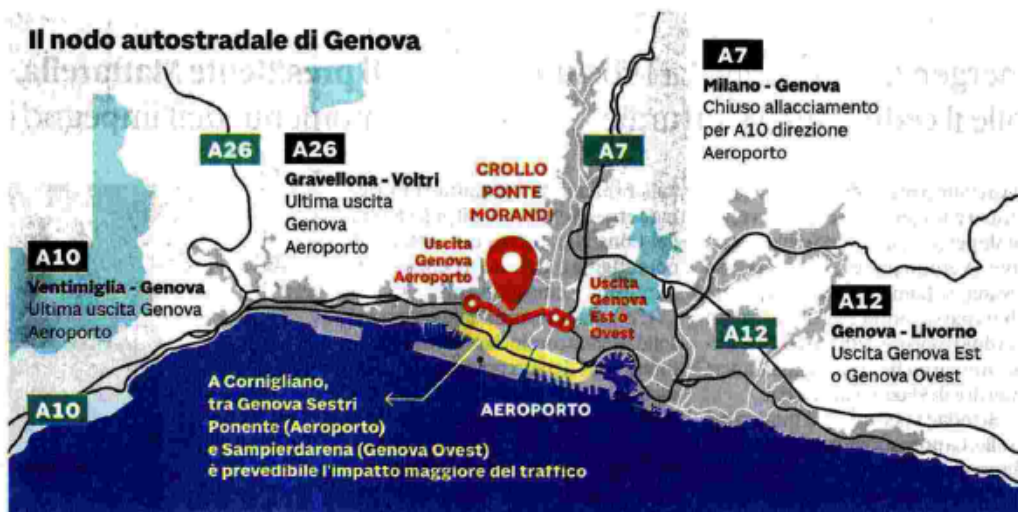 Il nodo autostradale di Genova
A26
A26
Gravellona - Voltri
Ultima uscita
Genova
Aeroporto
A10
Ventimiglia - Genova
Ultima uscita Genova
Aeroporto
A10
CROLLO
PONTE
MORANDI
Uscita
Genova
Aeroporto
Uscita
Genova
Est o
Ovest
A7
A7
Milano - Genova
Chiuso allacciamento
per A10 direzione
Aeroporto
A12
A12
Genova - Livorno
Uscita Genova Est
o Genova Ovest
A Cornigliano,
tra Genova Sestri
Ponente (Aeroporto)
e Sampierdarena (Genova Ovest)
è prevedibile l'impatto maggiore del traffico
AEROPORTO